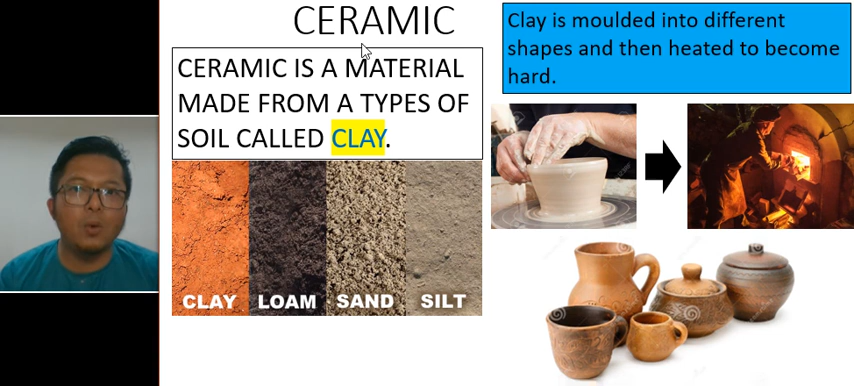 CERAMIC
CERAMIC IS A MATERIAL
MADE FROM A TYPES OF
SOIL CALLED CLAY.
CLAY LOAM SAND SILT
Clay is moulded into different
shapes and then heated to become
hard.